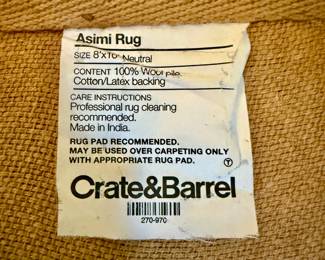 Asimi Rug
SIZE 8'x10' Neutral
CONTENT 100% Wool pile.
Cotton/Latex backing
CARE INSTRUCTIONS
Professional rug cleaning
recommended.
Made in India.
RUG PAD RECOMMENDED.
MAY BE USED OVER CARPETING ONLY
WITH APPROPRIATE RUG PAD. T
Crate&Barrel
270-970